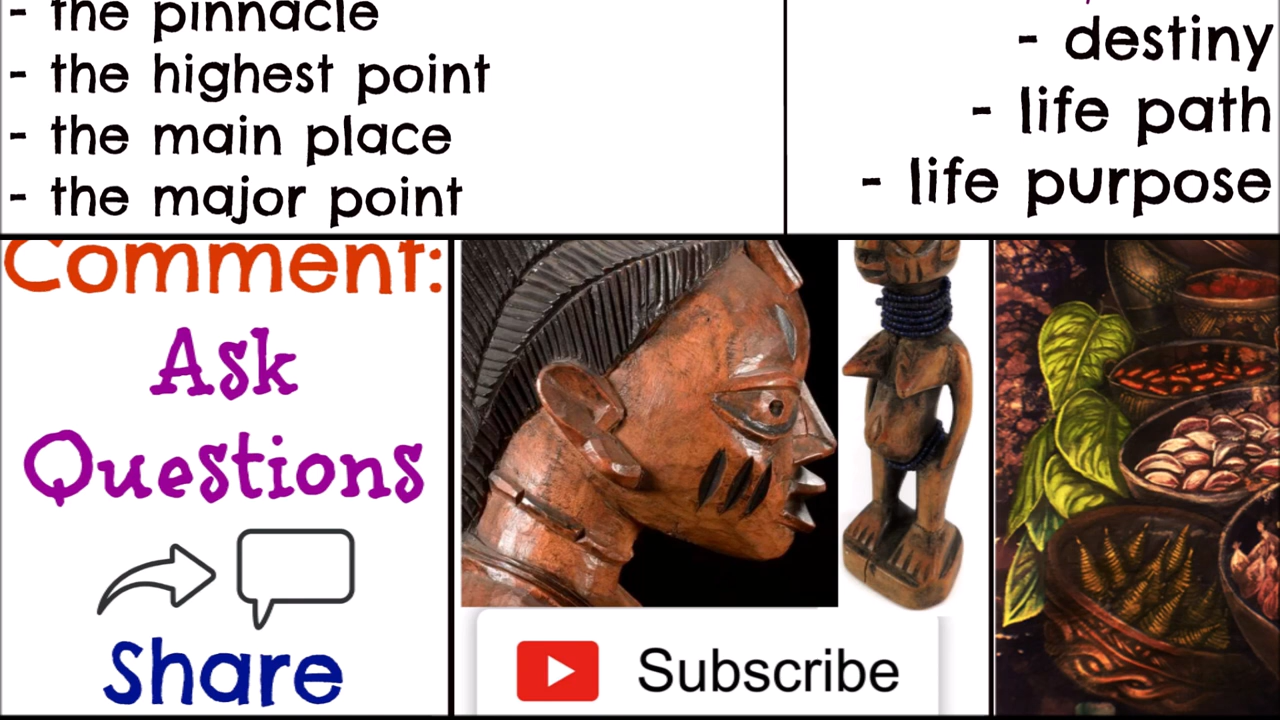 - the pinnacle
- the highest point
- the main place
- the major point
- destiny
- life path
- life purpose
Comment:
Ask
Questions
Share
Subscribe